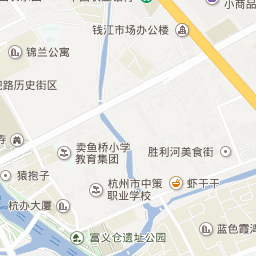 小商品
钱江市场办公楼
锦兰公寓
历史街区
卖鱼桥小学
教育集团
胜利河美食街
猿抱子
杭州市中策
职业学校
虾干干
杭办大厦
蓝色霞湾
富义仓遗址公园